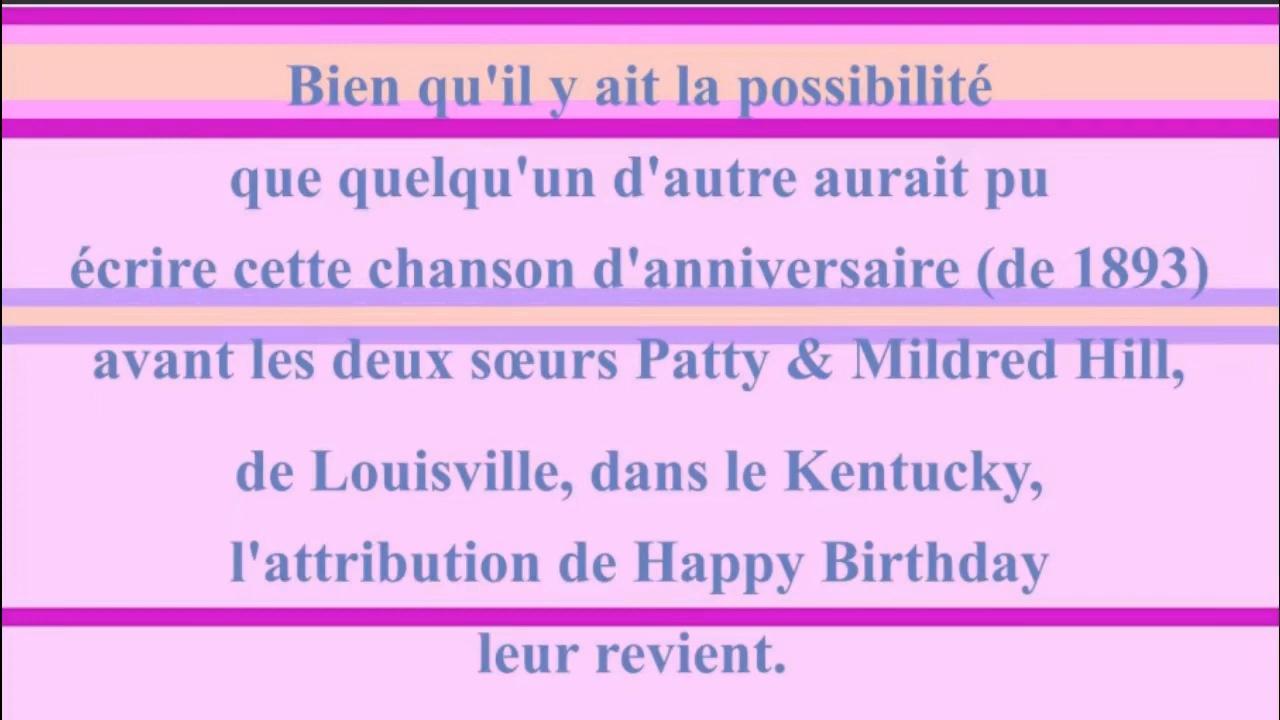 Bien qu'il y ait la possibilité
que quelqu'un d'autre aurait pu
écrire cette chanson d'anniversaire (de 1893)
avant les deux sœurs Patty & Mildred Hill,
de Louisville, dans le Kentucky,
l'attribution de Happy Birthday
leur revient.